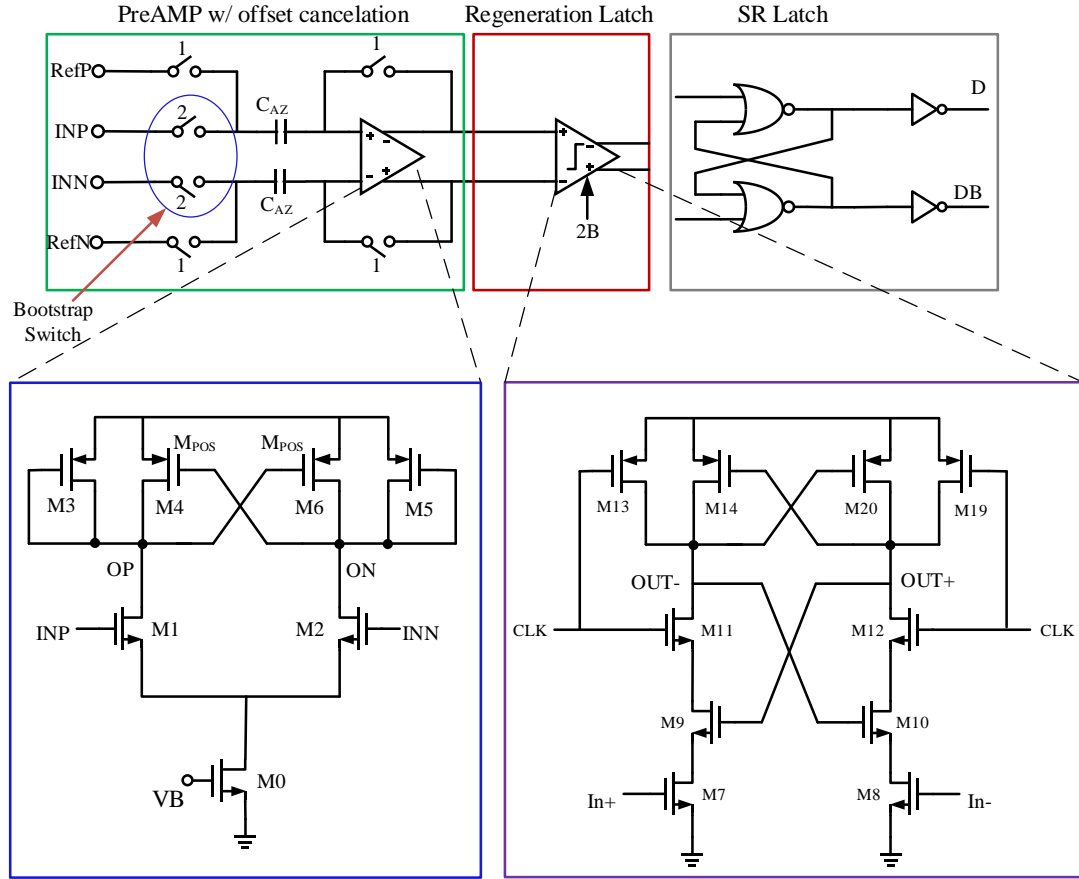 PreAMP w/ offset cancelation
Regeneration Latch
SR Latch
RefP
1
1
INP
2
C_AZ
+
-
+
-
D
INN
2
C_AZ
-
+
-
+
DB
RefN
1
1
2B
Bootstrap
Switch
M3
M_POS
M4
M_POS
M6
M5
OP
ON
INP
M1
M2
INN
VB
M0
M13
M14
M20
M19
OUT-
OUT+
CLK
M11
M12
CLK
M9
M10
In+
M7
M8
In-